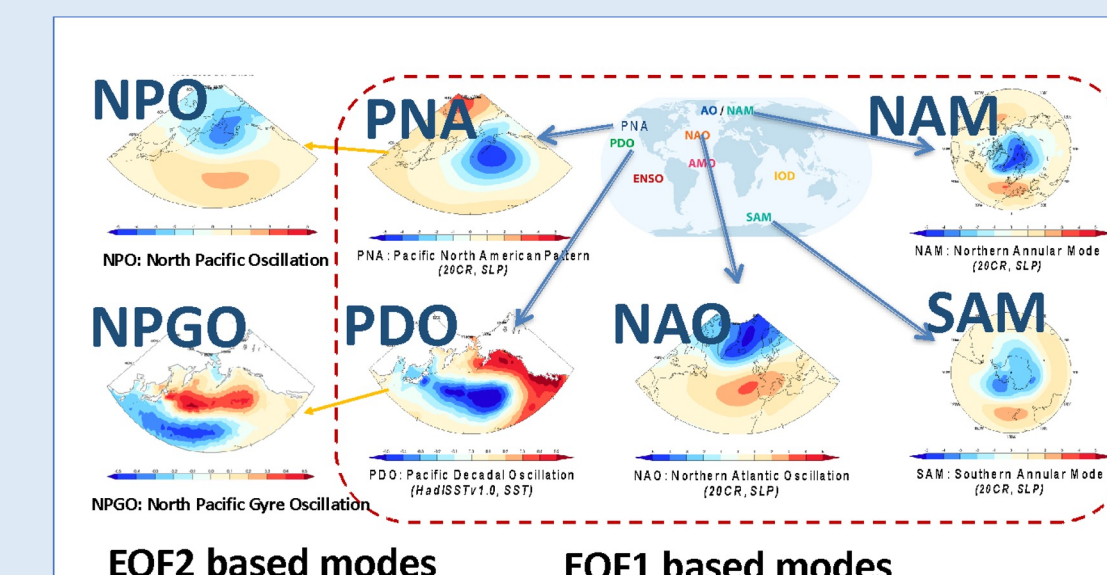 NPO
NPO: North Pacific Oscillation
PNA
PNA: Pacific North American Pattern
(20CR, SLP)
AO / NAM
PNA
NAO
PDO
AMO
ENSO
IOD
SAM
NAM
NAM: Northern Annular Mode
(20CR, SLP)
NPGO
NPGO: North Pacific Gyre Oscillation
PDO
PDO: Pacific Decadal Oscillation
(HadISSTv1.0, SST)
NAO
NAO: Northern Atlantic Oscillation
(20CR, SLP)
SAM
SAM: Southern Annular Mode
(20CR, SLP)
EOF2 based modes
EOF1 based modes